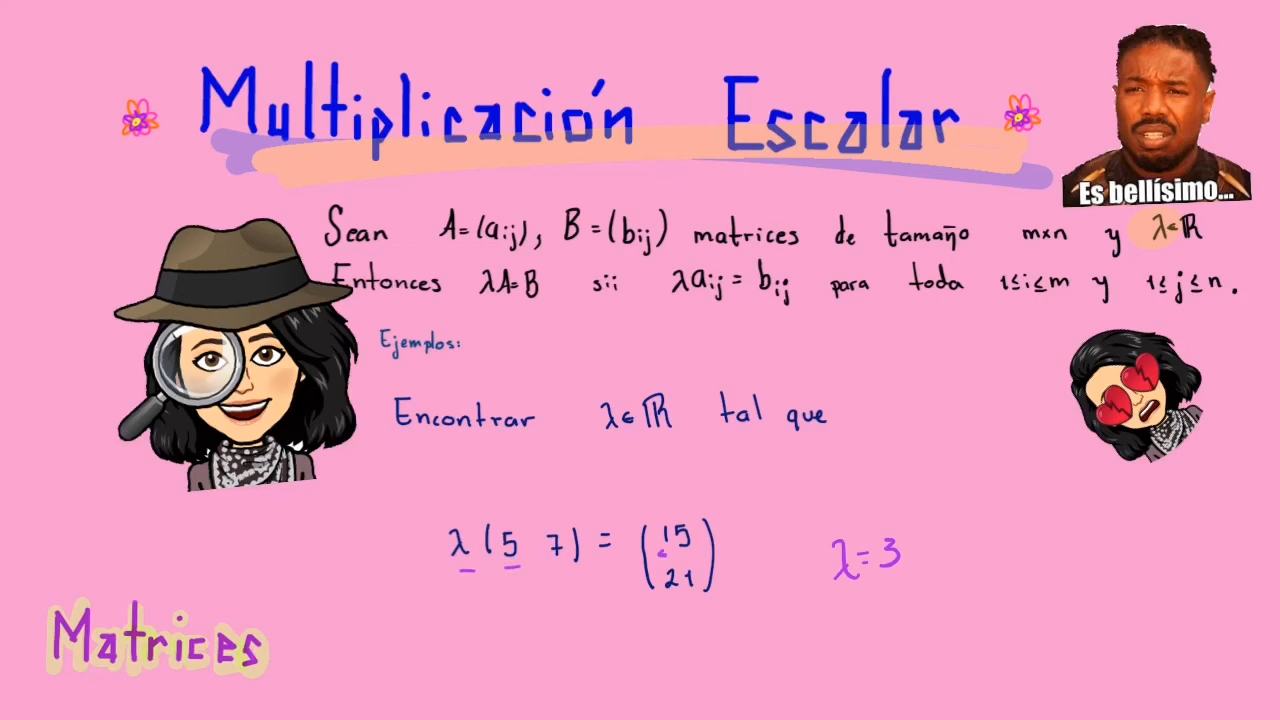 Multiplicación Escalar
Es bellísimo...
Sean A=(aij), B=(bij) matrices de tamaño m×n y λ∈ℝ
Entonces λA=B sii λaij=bij para toda 1≤i≤m y 1≤j≤n.
Ejemplos:
Encontrar λ∈ℝ tal que
λ(5 7) = (15
21)
λ=3
Matrices